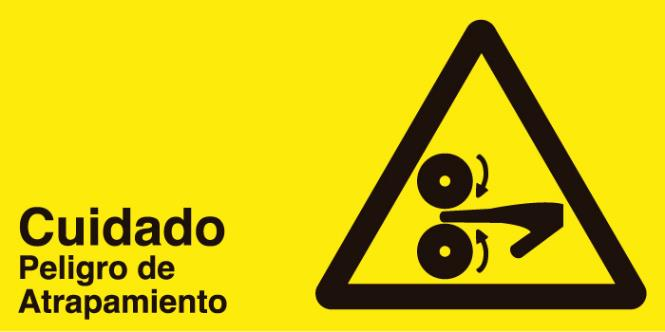 Cuidado
Peligro de
Atrapamiento